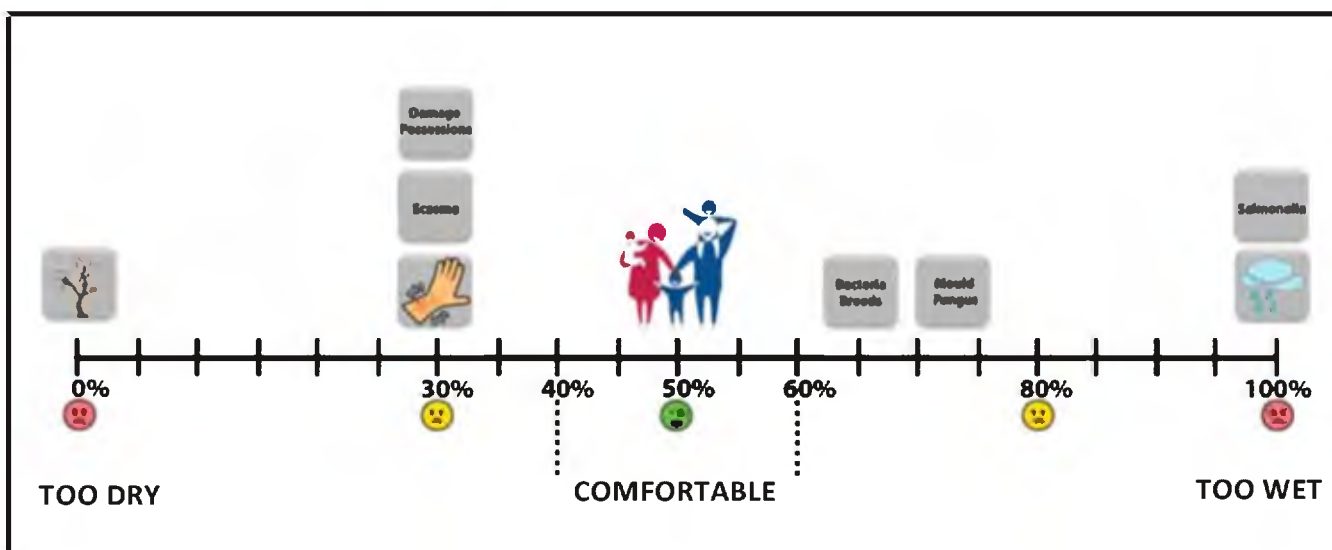 Damage
Possessions
Eczema
Salmonella
Bacteria
Breeds
Mould
Fungus
0%
30%
40%
50%
60%
80%
100%
TOO DRY
COMFORTABLE
TOO WET